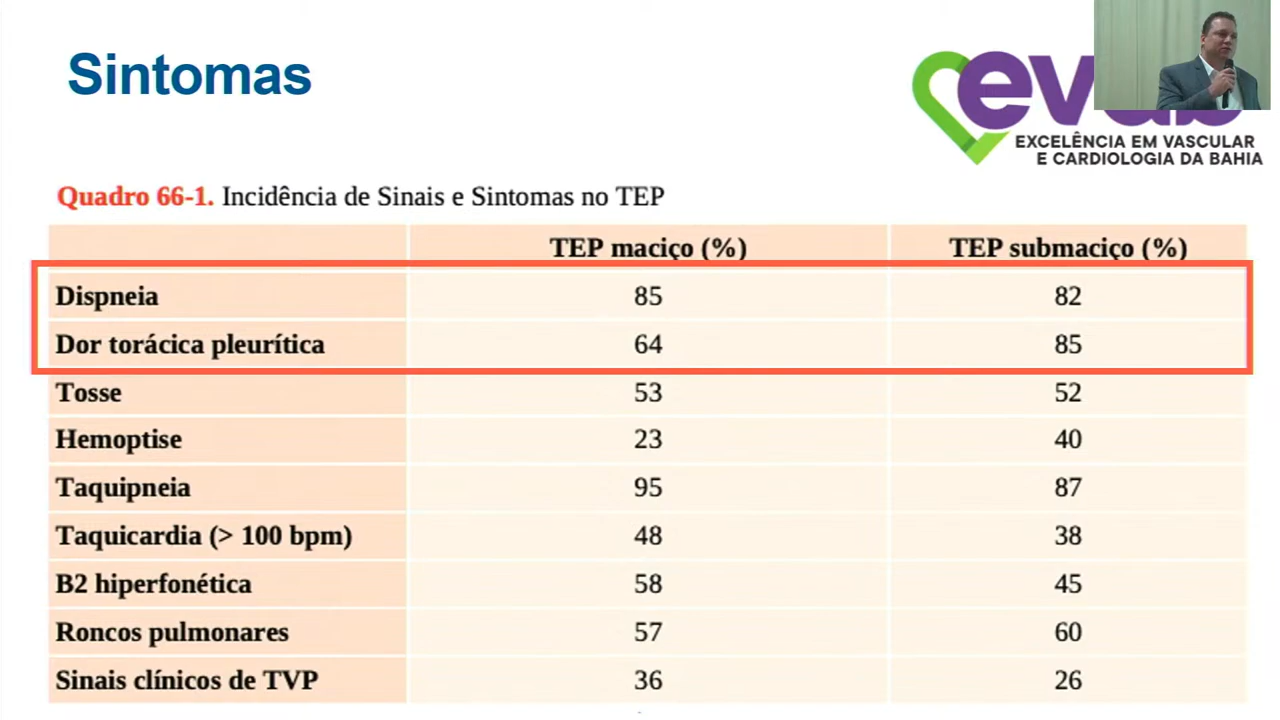 Sintomas
EXCELÊNCIA EM VASCULAR
E CARDIOLOGIA DA BAHIA
Quadro 66-1. Incidência de Sinais e Sintomas no TEP
TEP maciço (%) TEP submaciço (%)
Dispneia 85 82
Dor torácica pleurítica 64 85
Tosse 53 52
Hemoptise 23 40
Taquipneia 95 87
Taquicardia (> 100 bpm) 48 38
B2 hiperfonética 58 45
Roncos pulmonares 57 60
Sinais clínicos de TVP 36 26